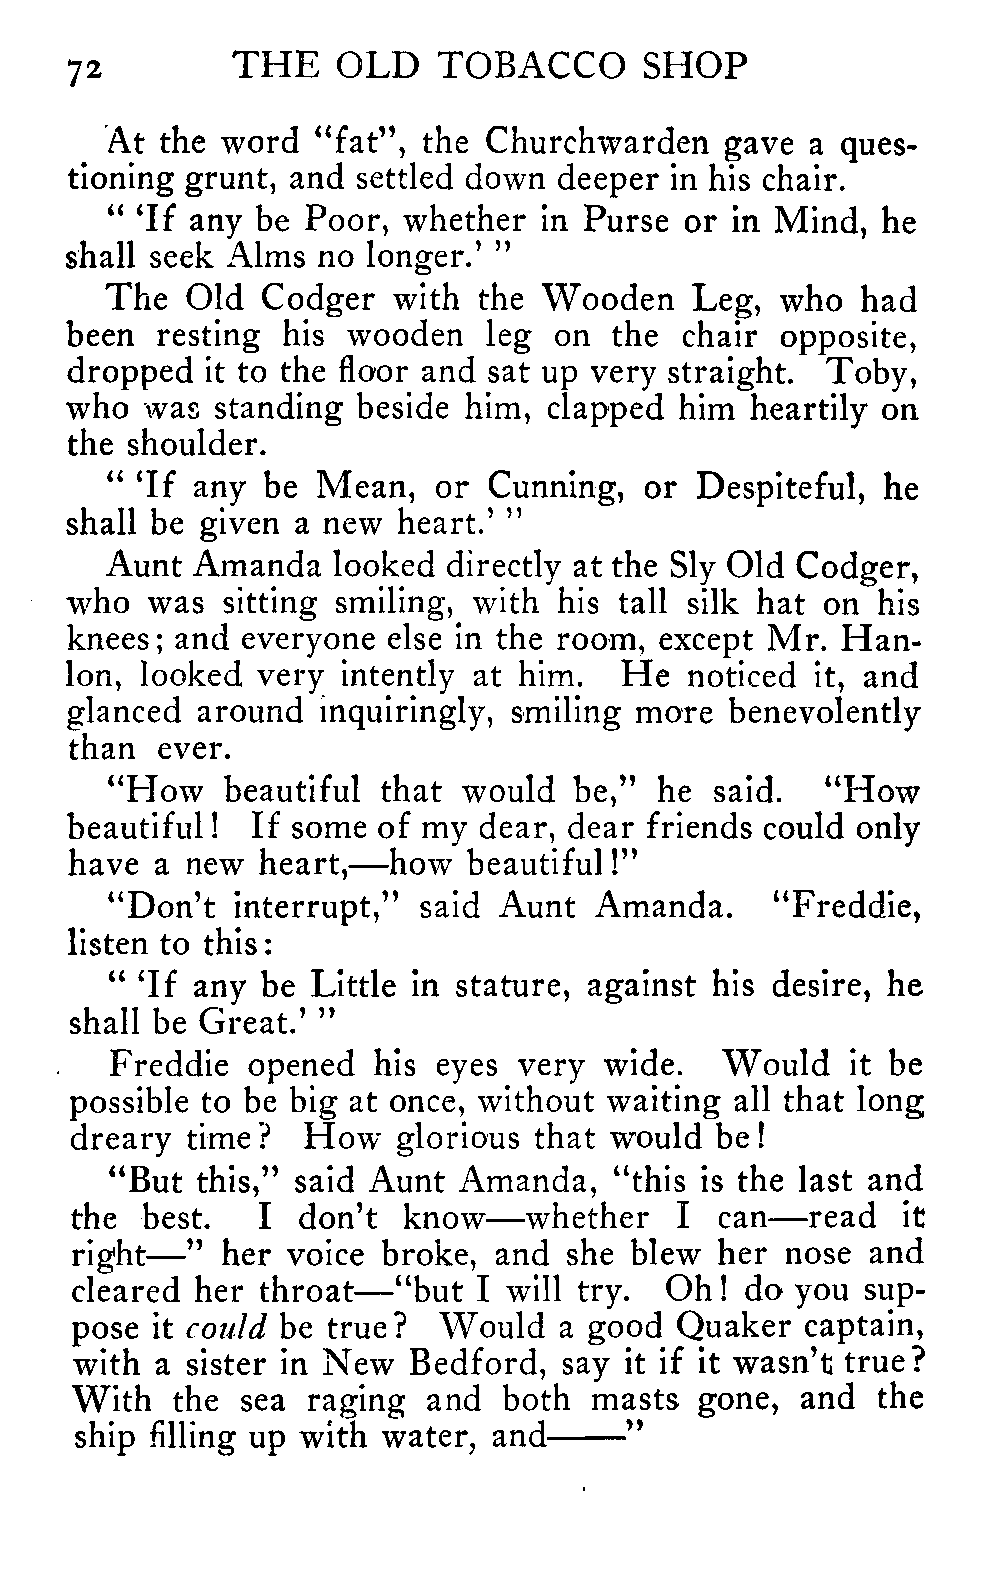 72 THE OLD TOBACCO SHOP
At the word "fat", the Churchwarden gave a ques-
tioning grunt, and settled down deeper in his chair.
" 'If any be Poor, whether in Purse or in Mind, he
shall seek Alms no longer.' "
The Old Codger with the Wooden Leg, who had
been resting his wooden leg on the chair opposite,
dropped it to the floor and sat up very straight. Toby,
who was standing beside him, clapped him heartily on
the shoulder.
" 'If any be Mean, or Cunning, or Despiteful, he
shall be given a new heart.' "
Aunt Amanda looked directly at the Sly Old Codger,
who was sitting smiling, with his tall silk hat on his
knees; and everyone else in the room, except Mr. Han-
lon, looked very intently at him. He noticed it, and
glanced around inquiringly, smiling more benevolently
than ever.
"How beautiful that would be," he said. "How
beautiful! If some of my dear, dear friends could only
have a new heart,—how beautiful!"
"Don't interrupt," said Aunt Amanda. "Freddie,
listen to this:
" 'If any be Little in stature, against his desire, he
shall be Great.' "
Freddie opened his eyes very wide. Would it be
possible to be big at once, without waiting all that long
dreary time? How glorious that would be!
"But this," said Aunt Amanda, "this is the last and
the best. I don't know—whether I can—read it
right—" her voice broke, and she blew her nose and
cleared her throat—"but I will try. Oh! do you sup-
pose it could be true? Would a good Quaker captain,
with a sister in New Bedford, say it if it wasn't true?
With the sea raging and both masts gone, and the
ship filling up with water, and——"